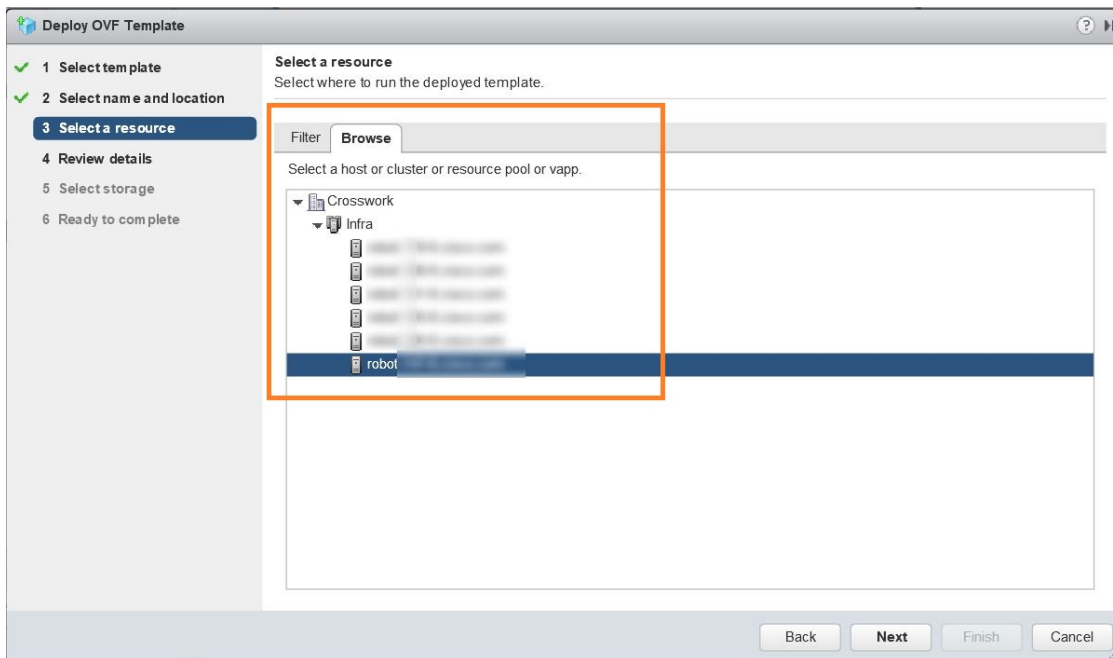 Deploy OVF Template
?
1 Select template
2 Select name and location
3 Select a resource
4 Review details
5 Select storage
6 Ready to complete
Select a resource
Select where to run the deployed template.
Filter
Browse
Select a host or cluster or resource pool or vapp.
Crosswork
Infra
robot
Back
Next
Finish
Cancel